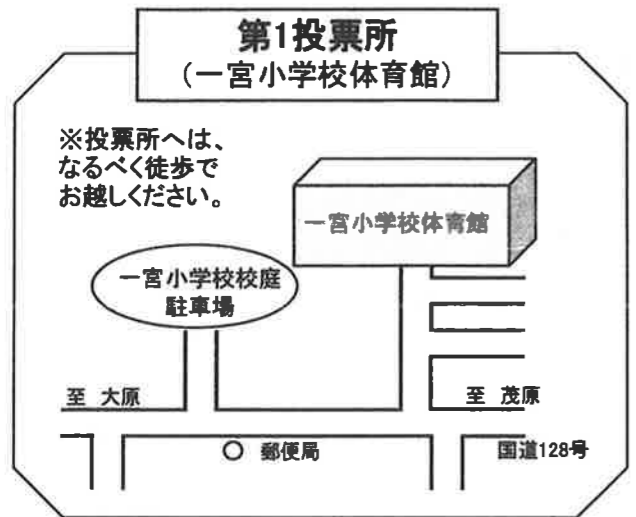 第1投票所
(一宮小学校体育館)
※投票所へは、
なるべく徒歩で
お越しください。
一宮小学校体育館
一宮小学校校庭
駐車場
至 大原
至 茂原
郵便局
国道128号